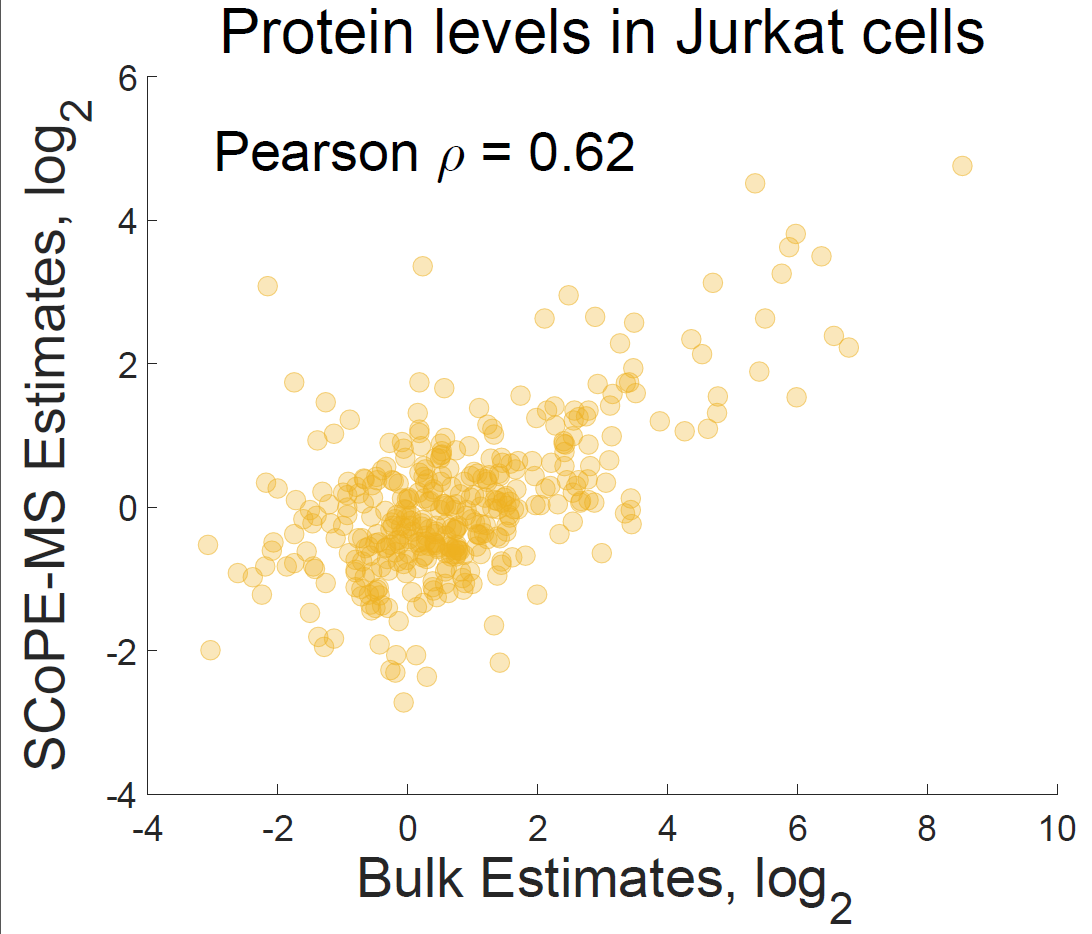 Protein levels in Jurkat cells
Pearson ρ = 0.62
SCoPE-MS Estimates, log₂
6
4
2
0
-2
-4
-4 -2 0 2 4 6 8 10
Bulk Estimates, log₂